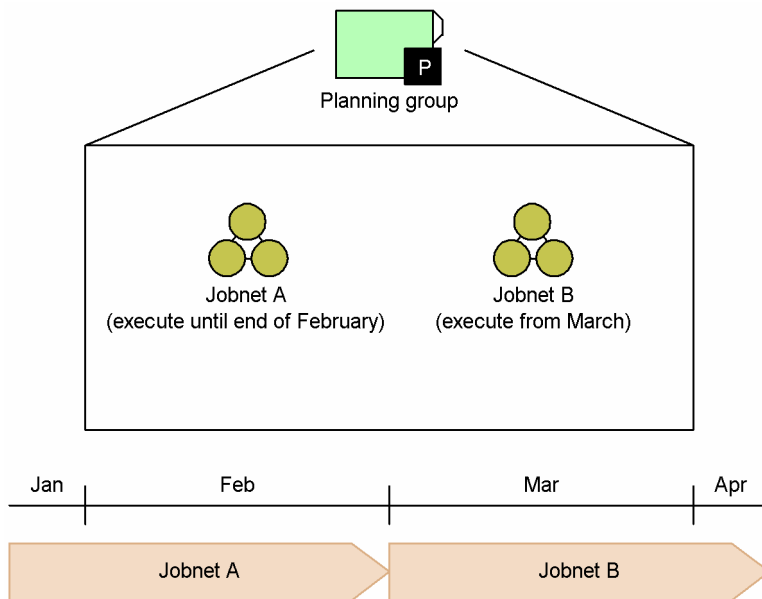 P
Planning group
Jobnet A
(execute until end of February)
Jobnet B
(execute from March)
Jan Feb Mar Apr
Jobnet A Jobnet B